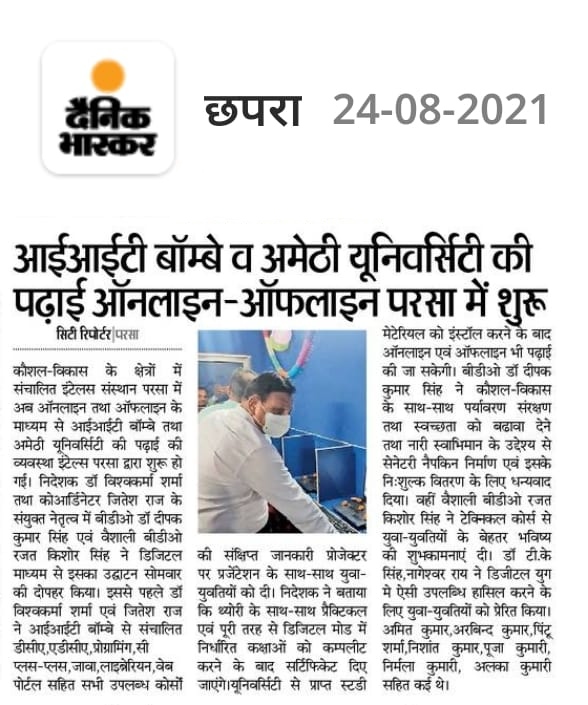 दैनिक
भास्कर
छपरा 24-08-2021
आईआईटी बॉम्बे व अमेठी यूनिवर्सिटी की
पढ़ाई ऑनलाइन-ऑफलाइन परसा में शुरू
सिटी रिपोर्टर|परसा
कौशल-विकास के क्षेत्रों में
संचालित इंटेलस संस्थान परसा में
अब ऑनलाइन तथा ऑफलाइन के
माध्यम से आईआईटी बॉम्बे तथा
अमेठी यूनिवर्सिटी की पढ़ाई की
व्यवस्था इंटेल्स परसा द्वारा शुरू हो
गई। निदेशक डॉ विश्वकर्मा शर्मा
तथा कोआर्डिनेटर जितेश राज के
संयुक्त नेतृत्व में बीडीओ डॉ दीपक
कुमार सिंह एवं वैशाली बीडीओ
रजत किशोर सिंह ने डिजिटल
माध्यम से इसका उद्घाटन सोमवार
की दोपहर किया। इससे पहले डॉ
विश्वकर्मा शर्मा एवं जितेश राज
ने आईआईटी बॉम्बे से संचालित
डीसीए,एडीसीए,प्रोग्रामिंग,सी
प्लस-प्लस,जावा,लाइब्रेरियन,वेब
पोर्टल सहित सभी उपलब्ध कोर्सों
की संक्षिप्त जानकारी प्रोजेक्टर
पर प्रजेंटेशन के साथ-साथ युवा-
युवतियों को दी। निदेशक ने बताया
कि थ्योरी के साथ-साथ प्रैक्टिकल
एवं पूरी तरह से डिजिटल मोड में
निर्धारित कक्षाओं को कम्पलीट
करने के बाद सर्टिफिकेट दिए
जाएंगे।यूनिवर्सिटी से प्राप्त स्टडी
मेटेरियल को इंस्टॉल करने के बाद
ऑनलाइन एवं ऑफलाइन भी पढ़ाई
की जा सकेगी। बीडीओ डॉ दीपक
कुमार सिंह ने कौशल-विकास
के साथ-साथ पर्यावरण संरक्षण
तथा स्वच्छता को बढावा देने
तथा नारी स्वाभिमान के उद्देश्य से
सेनेटरी नैपकिन निर्माण एवं इसके
निःशुल्क वितरण के लिए धन्यवाद
दिया। वहीं वैशाली बीडीओ रजत
किशोर सिंह ने टेक्निकल कोर्स से
युवा-युवतियों के बेहतर भविष्य
की शुभकामनाएं दी। डॉ टी.के
सिंह,नागेश्वर राय ने डिजीटल युग
मे ऐसी उपलब्धि हासिल करने के
लिए युवा-युवतियों को प्रेरित किया।
अमित कुमार,अरबिन्द कुमार,पिंटू
शर्मा,निशांत कुमार,पूजा कुमारी,
निर्मला कुमारी, अलका कुमारी
सहित कई थे।